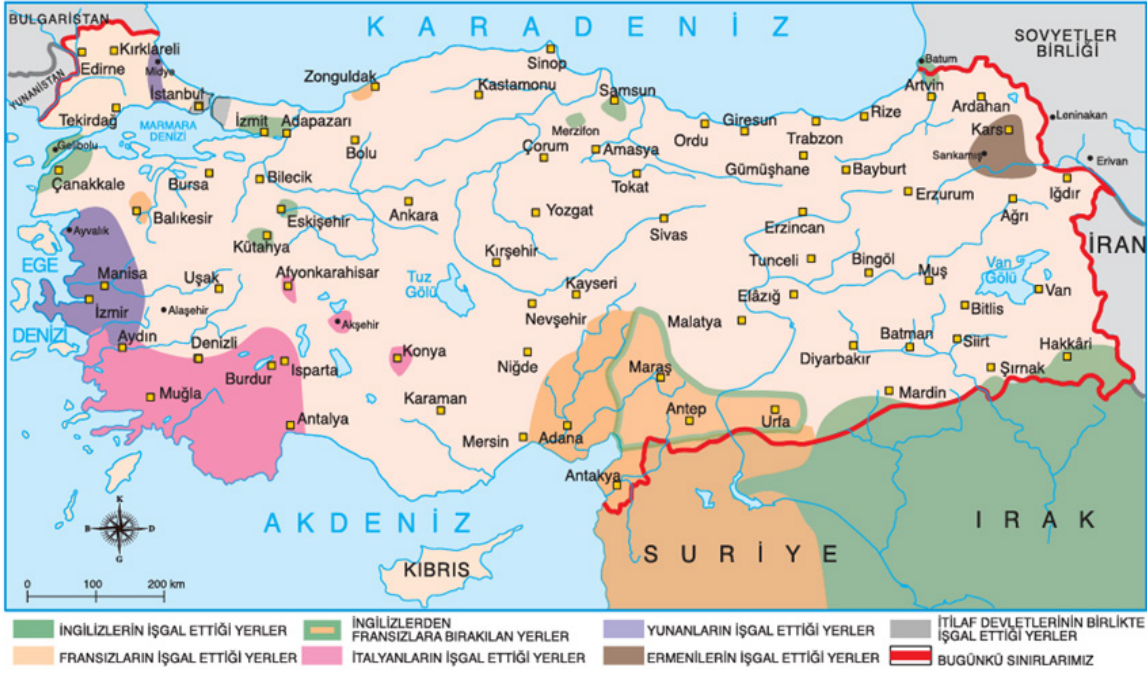 KARADENİZ
BULGARİSTAN
SOVYETLER
BİRLİĞİ
YUNANİSTAN
Kırklareli
Edirne
Midye
İstanbul
Tekirdağ
MARMARA
DENİZİ
İzmit
Adapazarı
Zonguldak
Bolu
Kastamonu
Sinop
Samsun
Merzifon
Çorum
Amasya
Tokat
Ordu
Giresun
Trabzon
Gümüşhane
Rize
Bayburt
Batum
Artvin
Ardahan
Kars
Sarıkamış
Leninakan
Erivan
Iğdır
Erzurum
Ağrı
Gelibolu
Çanakkale
Bursa
Bilecik
Balıkesir
Eskişehir
Kütahya
Ankara
Yozgat
Sivas
Erzincan
Kırşehir
İRAN
Ayvalık
EGE
DENİZİ
Manisa
İzmir
Uşak
Alaşehir
Afyonkarahisar
Akşehir
Tuz
Gölü
Kayseri
Nevşehir
Tunceli
Bingöl
Muş
Van
Gölü
Van
Elâzığ
Malatya
Bitlis
Aydın
Denizli
Burdur
Isparta
Konya
Niğde
Maraş
Diyarbakır
Batman
Siirt
Şırnak
Hakkâri
Muğla
Antalya
Karaman
Mersin
Adana
Antep
Urfa
Mardin
Antakya
AKDENİZ
KIBRIS
SURİYE
IRAK
K
B
D
G
0 100 200 km
İNGİLİZLERİN İŞGAL ETTİĞİ YERLER
İNGİLİZLERDEN
FRANSIZLARA BIRAKILAN YERLER
YUNANLARIN İŞGAL ETTİĞİ YERLER
İTİLAF DEVLETLERİNİN BİRLİKTE
İŞGAL ETTİĞİ YERLER
FRANSIZLARIN İŞGAL ETTİĞİ YERLER
İTALYANLARIN İŞGAL ETTİĞİ YERLER
ERMENİLERİN İŞGAL ETTİĞİ YERLER
BUGÜNKÜ SINIRLARIMIZ